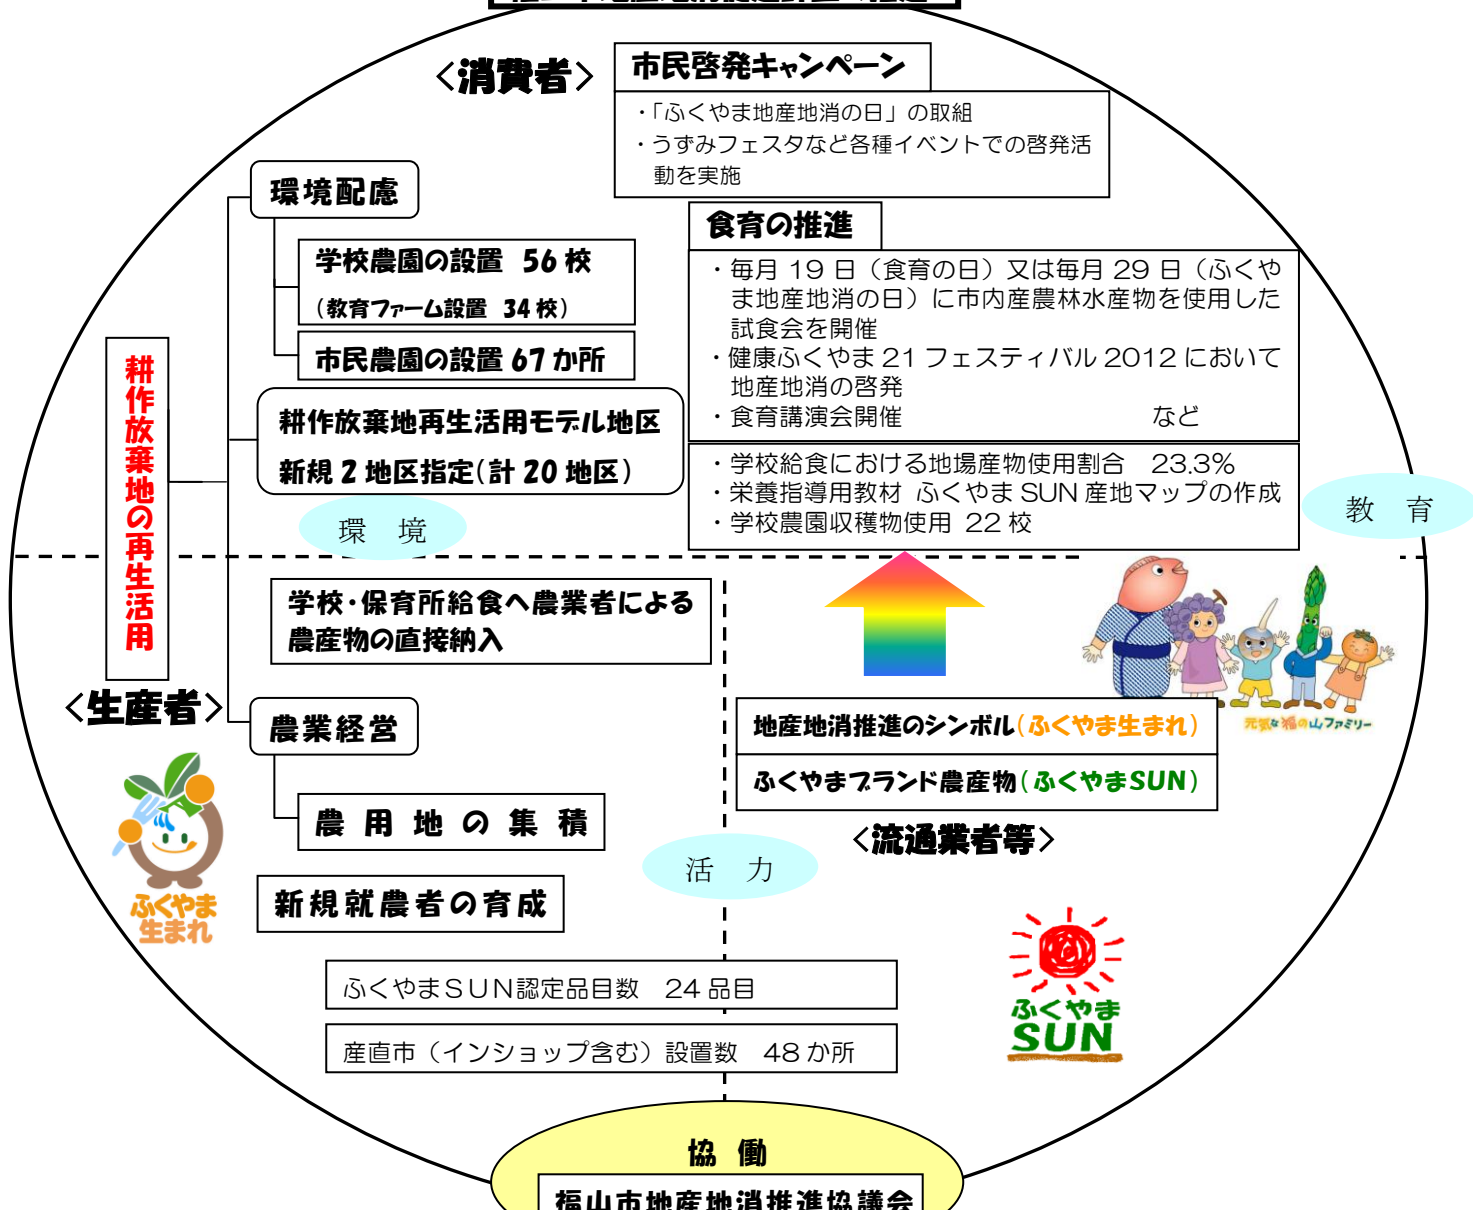 〈消費者〉
市民啓発キャンペーン
・「ふくやま地産地消の日」の取組
・うずみフェスタなど各種イベントでの啓発活
動を実施
環境配慮
学校農園の設置 56校
(教育ファーム設置 34校)
市民農園の設置67か所
耕作放棄地再生活用モデル地区
新規2地区指定(計20地区)
環 境
食育の推進
・毎月 19 日（食育の日）又は毎月 29 日（ふくや
ま地産地消の日）に市内産農林水産物を使用した
試食会を開催
・健康ふくやま 21 フェスティバル 2012 において
地産地消の啓発
・食育講演会開催 など
・学校給食における地場産物使用割合 23.3%
・栄養指導用教材 ふくやま SUN 産地マップの作成
・学校農園収穫物使用 22 校
教 育
耕作放棄地の再生活用
学校・保育所給食へ農業者による
農産物の直接納入
〈生産者〉
農業経営
農用地の集積
新規就農者の育成
ふくやま
生まれ
元気な福の山ファミリー
地産地消推進のシンボル(ふくやま生まれ)
ふくやまブランド農産物(ふくやまSUN)
〈流通業者等〉
活 力
ふくやまSUN認定品目数 24 品目
産直市（インショップ含む）設置数 48 か所
ふくやま
SUN
協 働
福山市地産地消推進協議会